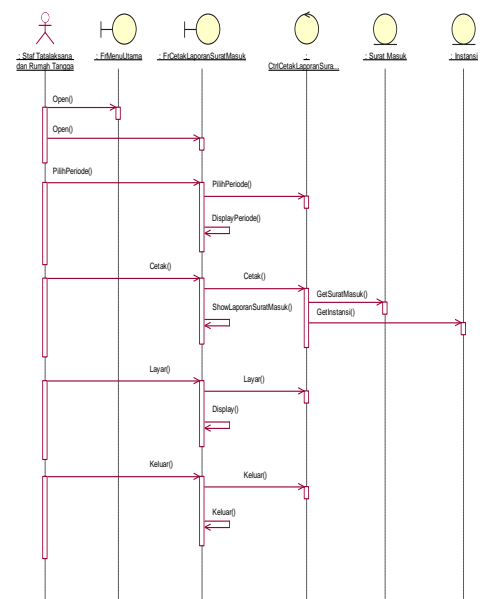 : Staf Tatalaksana
dan Rumah Tangga
: FrMenuUtama
: FrCetakLaporanSuratMasuk
:
CtrlCetakLaporanSura...
: Surat Masuk
: Instansi
Open()
Open()
PilihPeriode()
PilihPeriode()
DisplayPeriode()
Cetak()
Cetak()
GetSuratMasuk()
ShowLaporanSuratMasuk()
GetInstansi()
Layar()
Layar()
Display()
Keluar()
Keluar()
Keluar()